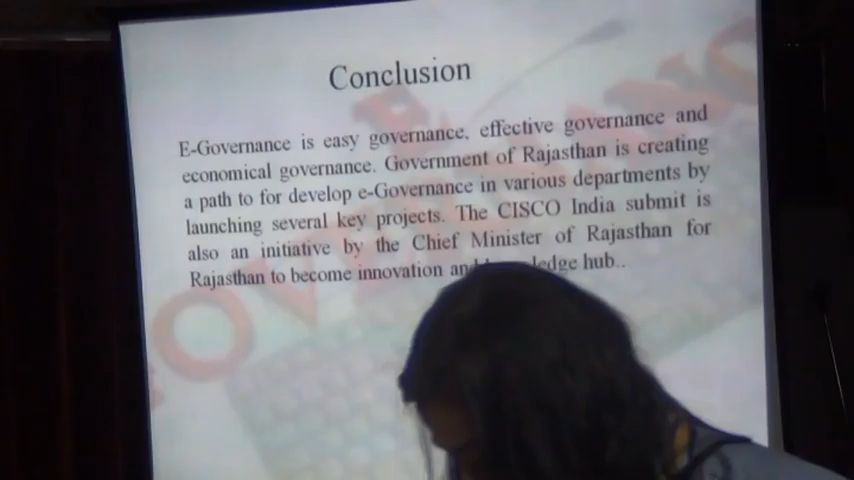 Conclusion
E-Governance is easy governance, effective governance and
economical governance. Government of Rajasthan is creating
a path to for develop e-Governance in various departments by
launching several key projects. The CISCO India submit is
also an initiative by the Chief Minister of Rajasthan for
Rajasthan to become innovation and hub..